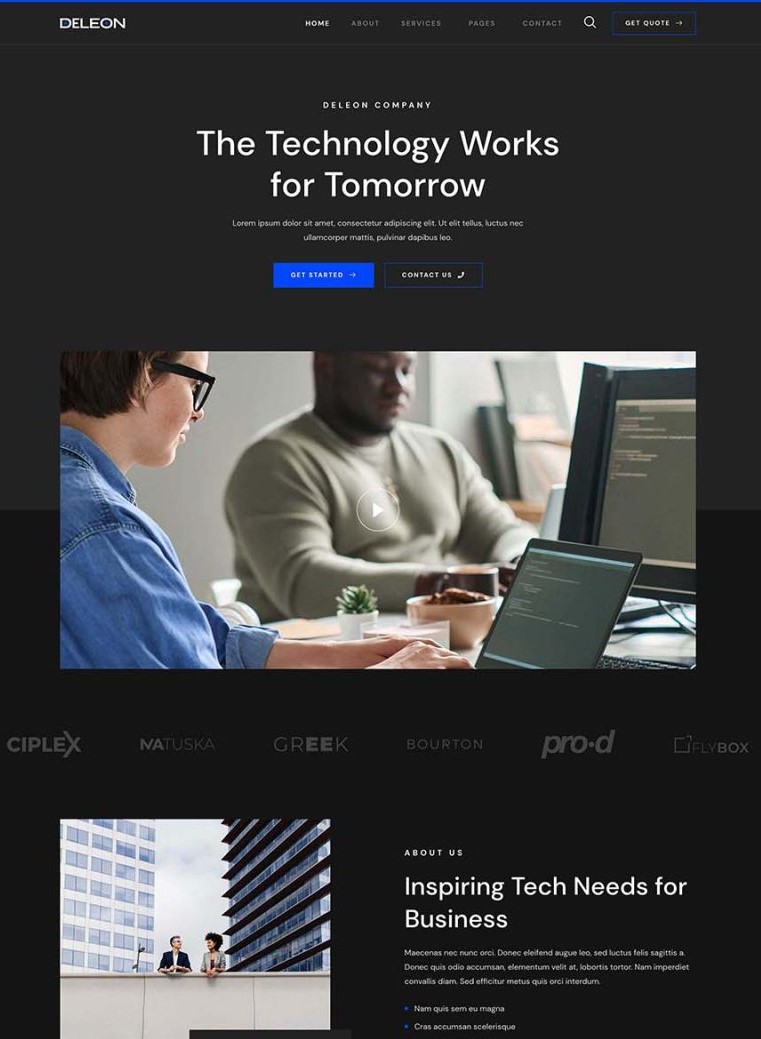 DELEON
HOME ABOUT SERVICES PAGES CONTACT GET QUOTE →
DELEON COMPANY
The Technology Works
for Tomorrow
Lorem ipsum dolor sit amet, consectetur adipiscing elit. Ut elit tellus, luctus nec
ullamcorper mattis, pulvinar dapibus leo.
GET STARTED → CONTACT US
CIPLEX NATUSKA GREEK BOURTON pro•d FLYBOX
ABOUT US
Inspiring Tech Needs for
Business
Maecenas nec nunc orci. Donec eleifend augue leo, sed luctus felis sagittis a.
Donec quis odio accumsan, elementum velit at, lobortis tortor. Nam imperdiet
convallis diam. Sed efficitur metus quis orci interdum.
Nam quis sem eu magna
Cras accumsan scelerisque